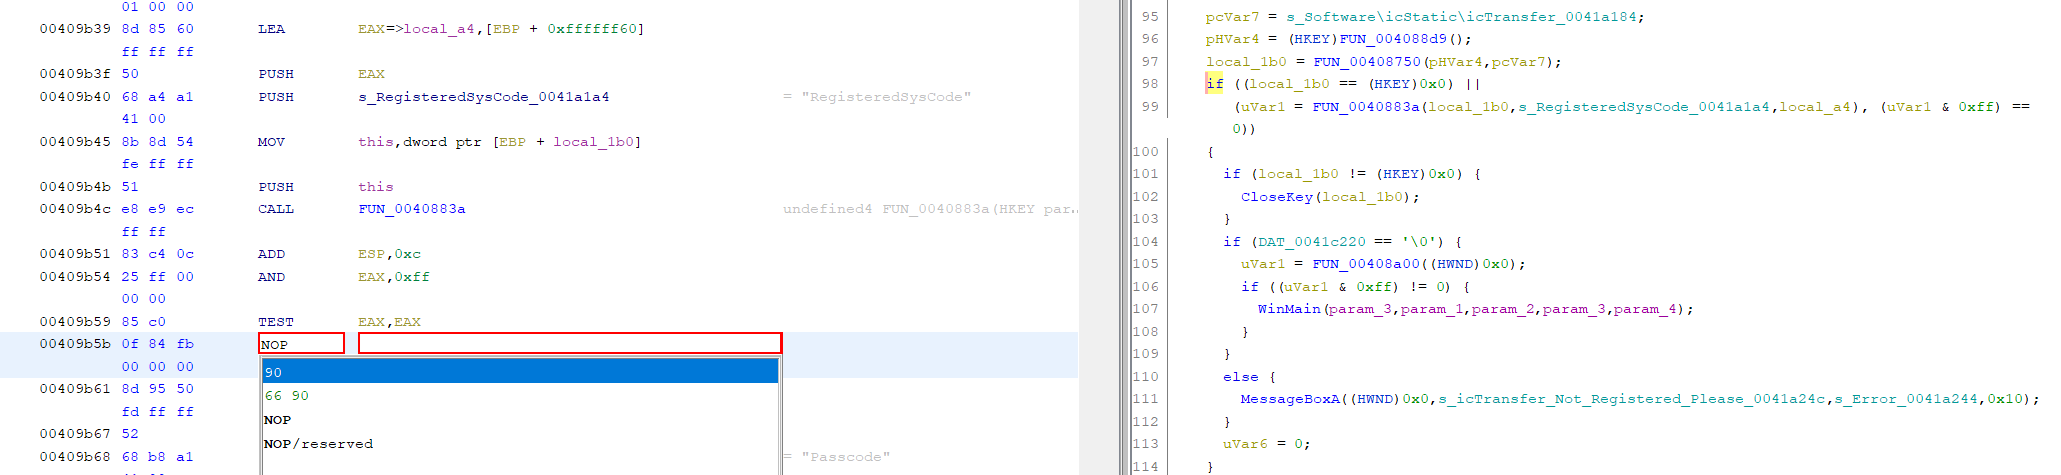 01 00 00
00409b39 8d 85 60 LEA EAX=>local_a4,[EBP + 0xffffff60]
ff ff ff
00409b3f 50 PUSH EAX
00409b40 68 a4 a1 PUSH s_RegisteredSysCode_0041a1a4 = "RegisteredSysCode"
41 00
00409b45 8b 8d 54 MOV this,dword ptr [EBP + local_1b0]
fe ff ff
00409b4b 51 PUSH this
00409b4c e8 e9 ec CALL FUN_0040883a undefined4 FUN_0040883a(HKEY par…
ff ff
00409b51 83 c4 0c ADD ESP,0xc
00409b54 25 ff 00 AND EAX,0xff
00 00
00409b59 85 c0 TEST EAX,EAX
00409b5b 0f 84 fb NOP
00 00 00
90
00409b61 8d 95 50
66 90
fd ff ff
NOP
00409b67 52
NOP/reserved
00409b68 68 b8 a1 = "Passcode"
95 pcVar7 = s_Software\icStatic\icTransfer_0041a184;
96 pHVar4 = (HKEY)FUN_004088d9();
97 local_1b0 = FUN_00408750(pHVar4,pcVar7);
98 if ((local_1b0 == (HKEY)0x0) ||
99 (uVar1 = FUN_0040883a(local_1b0,s_RegisteredSysCode_0041a1a4,local_a4), (uVar1 & 0xff) ==
0))
100 {
101 if (local_1b0 != (HKEY)0x0) {
102 CloseKey(local_1b0);
103 }
104 if (DAT_0041c220 == '\0') {
105 uVar1 = FUN_00408a00((HWND)0x0);
106 if ((uVar1 & 0xff) != 0) {
107 WinMain(param_3,param_1,param_2,param_3,param_4);
108 }
109 }
110 else {
111 MessageBoxA((HWND)0x0,s_icTransfer_Not_Registered_Please_0041a24c,s_Error_0041a244,0x10);
112 }
113 uVar6 = 0;
114 }